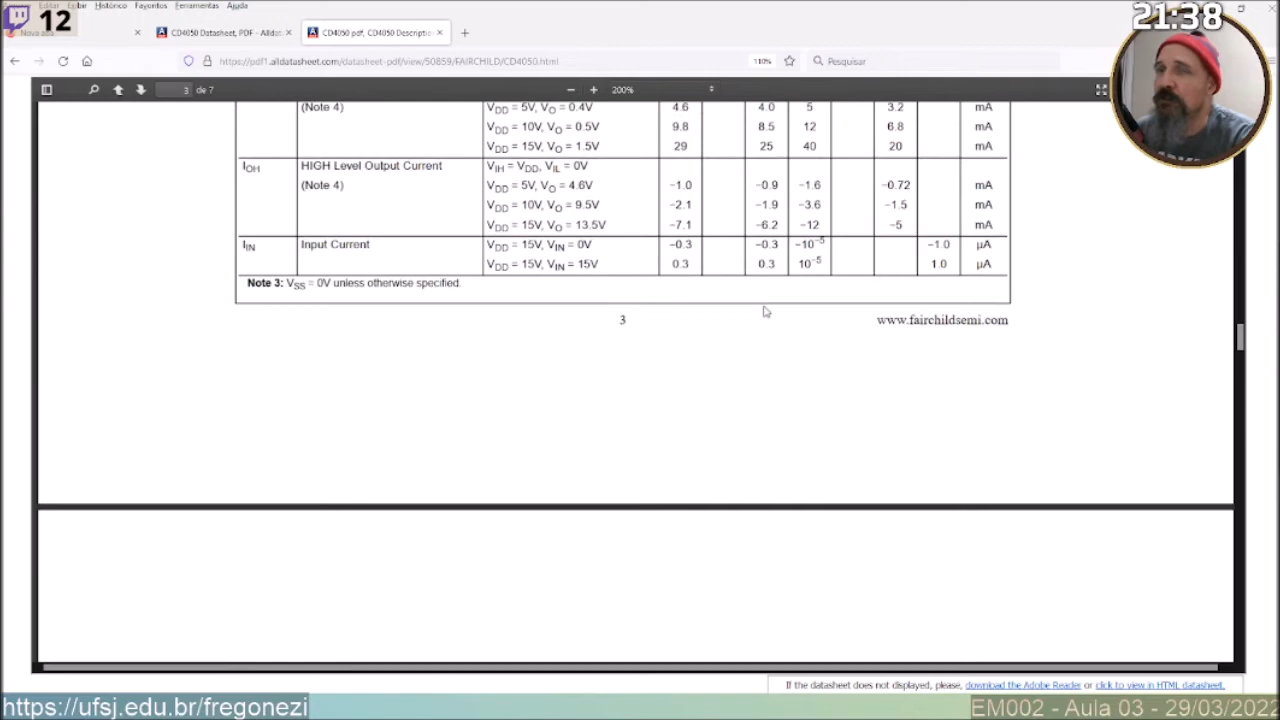 12
21:38
Editar Exibir Histórico Favoritos Ferramentas Ajuda
Nova aba
CD4050 Datasheet, PDF - Alldat
CD4050 pdf, CD4050 Descriptio
https://pdf1.alldatasheet.com/datasheet-pdf/view/50859/FAIRCHILD/CD4050.html
110%
Pesquisar
3 de 7
200%
(Note 4) VDD = 5V, VO = 0.4V 4.6 4.0 5 3.2 mA
VDD = 10V, VO = 0.5V 9.8 8.5 12 6.8 mA
VDD = 15V, VO = 1.5V 29 25 40 20 mA
IOH HIGH Level Output Current VIH = VDD, VIL = 0V
(Note 4) VDD = 5V, VO = 4.6V −1.0 −0.9 −1.6 −0.72 mA
VDD = 10V, VO = 9.5V −2.1 −1.9 −3.6 −1.5 mA
VDD = 15V, VO = 13.5V −7.1 −6.2 −12 −5 mA
IIN Input Current VDD = 15V, VIN = 0V −0.3 −0.3 −10⁻⁵ −1.0 μA
VDD = 15V, VIN = 15V 0.3 0.3 10⁻⁵ 1.0 μA
Note 3: VSS = 0V unless otherwise specified.
3
www.fairchildsemi.com
If the datasheet does not displayed, please, download the Adobe Reader or click to view in HTML datasheet.
https://ufsj.edu.br/fregonezi
EM002 - Aula 03 - 29/03/2022